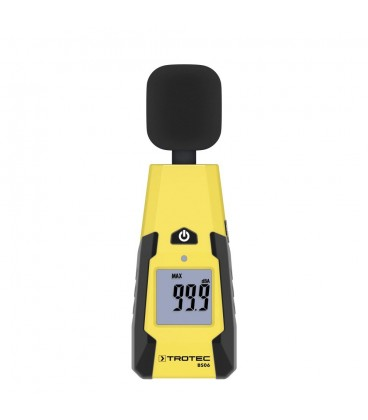 MAX
dBA
99.9
TROTEC
BS06